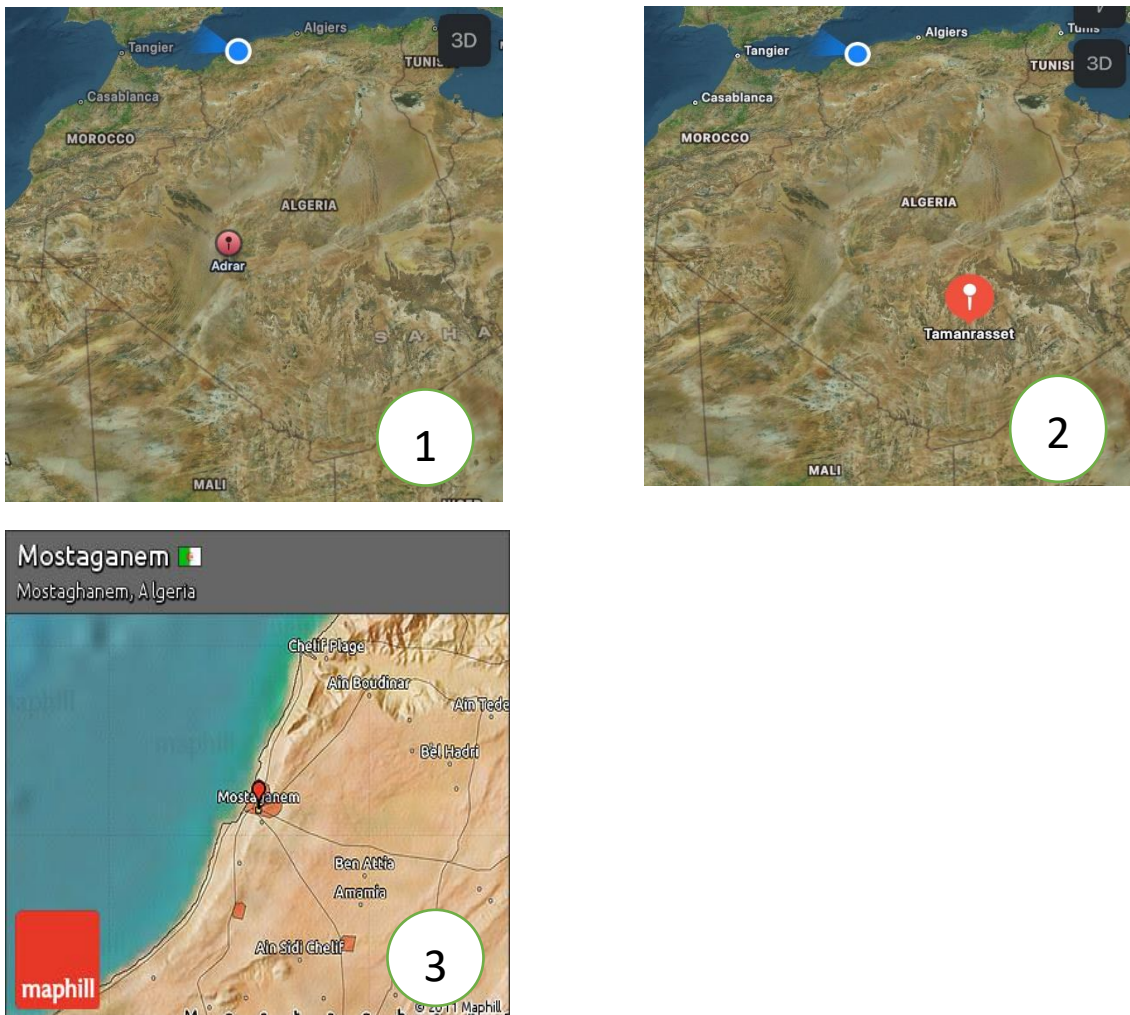 Algiers
Tangier
3D
TUNIS
Casablanca
MOROCCO
ALGERIA
Adrar
S A H A
1
MALI
Algiers
Tunis
Tangier
3D
TUNISI
Casablanca
MOROCCO
ALGERIA
Tamanrasset
2
MALI
Mostaganem
Mostaghanem, Algeria
Chelif Plage
Ain Boudinar
Ain Tede
maphill
Bel Hadri
Mostaganem
Ben Attia
Amamia
Ain Sidi Chelif
3
maphill
© 2011 Maphill